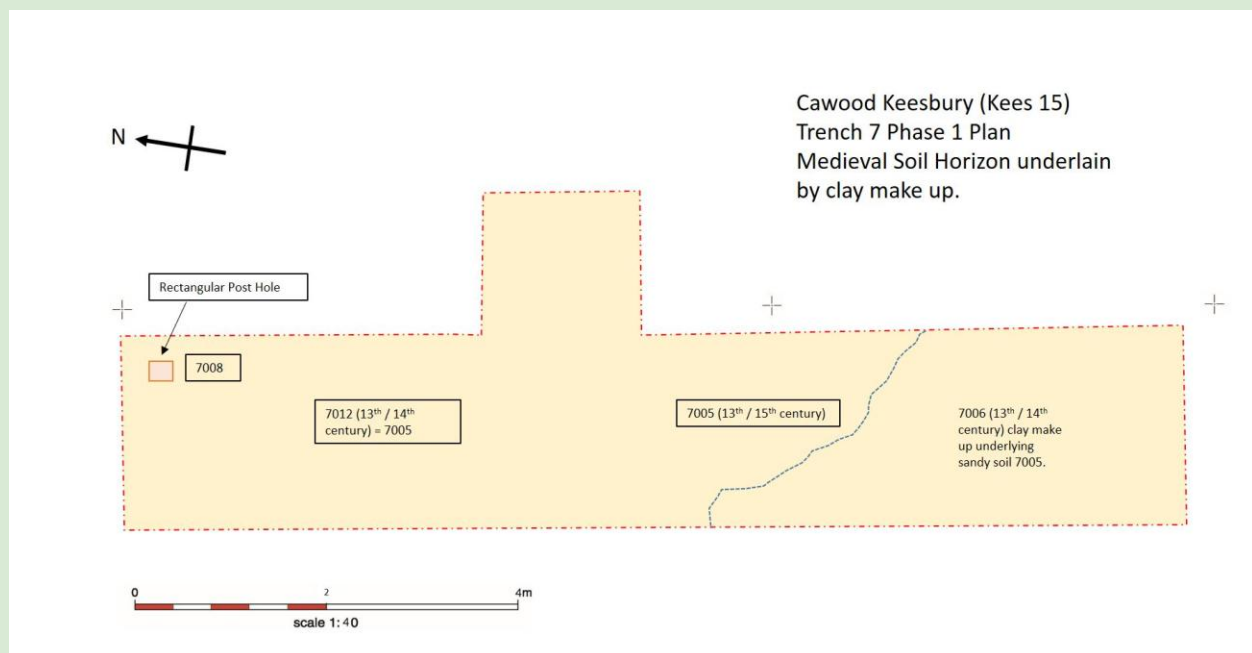 Cawood Keesbury (Kees 15)
Trench 7 Phase 1 Plan
Medieval Soil Horizon underlain
by clay make up.
N
Rectangular Post Hole
7008
7012 (13th / 14th
century) = 7005
7005 (13th / 15th century)
7006 (13th / 14th
century) clay make
up underlying
sandy soil 7005.
0 2 4m
scale 1:40